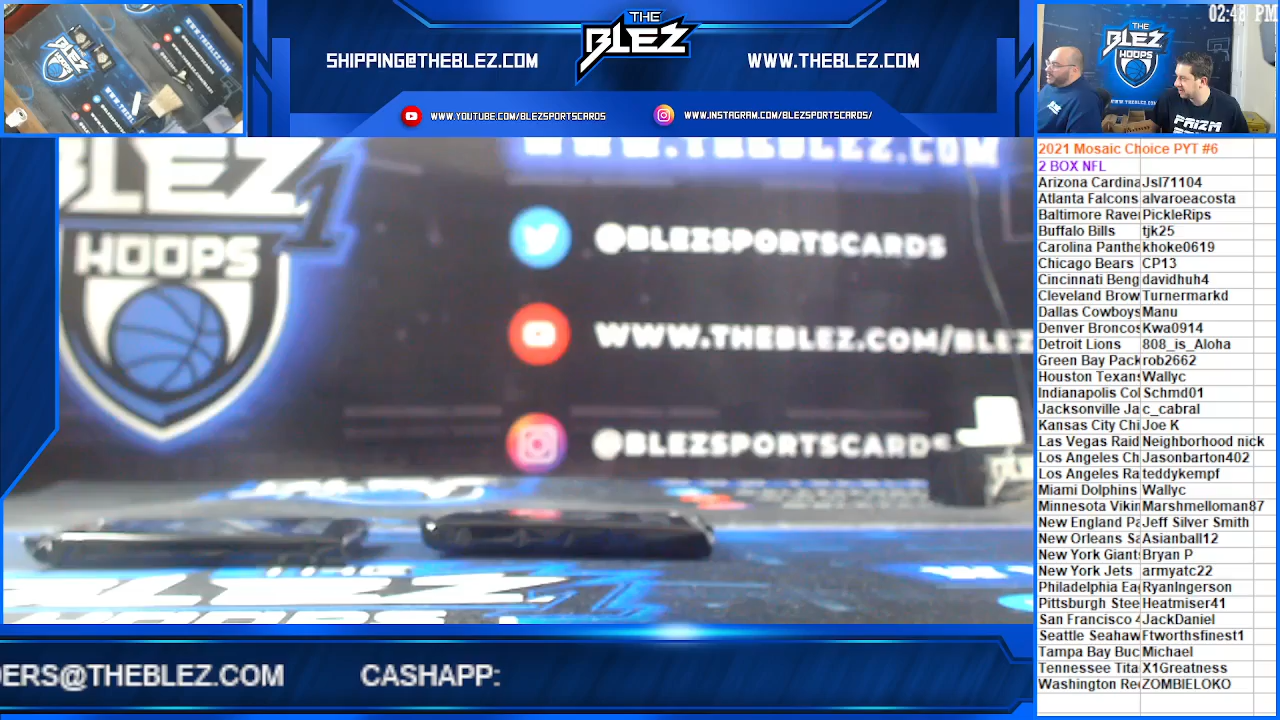 THE
BLEZ
SHIPPING@THEBLEZ.COM
WWW.THEBLEZ.COM
WWW.YOUTUBE.COM/BLEZSPORTSCARDS
WWW.INSTAGRAM.COM/BLEZSPORTSCARDS/
02:48 PM
THE
BLEZ
HOOPS
PRIZM
BLEZ
HOOPS
WWW.THEBLEZ.COM
@BLEZSPORTSCARDS
WWW.THEBLEZ.COM/BLEZ
@BLEZSPORTSCARDS
DERS@THEBLEZ.COM
CASHAPP:
2021 Mosaic Choice PYT #6
2 BOX NFL
Arizona Cardina Jsl71104
Atlanta Falcons alvaroeacosta
Baltimore Raver PickleRips
Buffalo Bills tjk25
Carolina Panthe khoke0619
Chicago Bears CP13
Cincinnati Beng davidhuh4
Cleveland Brow Turnermarkd
Dallas Cowboys Manu
Denver Broncos Kwa0914
Detroit Lions 808_is_Aloha
Green Bay Pack rob2662
Houston Texans Wallyc
Indianapolis Col Schmd01
Jacksonville Ja c_cabral
Kansas City Chi Joe K
Las Vegas Raid Neighborhood nick
Los Angeles Ch Jasonbarton402
Los Angeles Ra teddykempf
Miami Dolphins Wallyc
Minnesota Vikin Marshmelloman87
New England Pa Jeff Silver Smith
New Orleans Sa Asianball12
New York Giants Bryan P
New York Jets armyatc22
Philadelphia Ea RyanIngerson
Pittsburgh Stee Heatmiser41
San Francisco 4 JackDaniel
Seattle Seahaw Ftworthsfinest1
Tampa Bay Buc Michael
Tennessee Tita X1Greatness
Washington Re ZOMBIELOKO